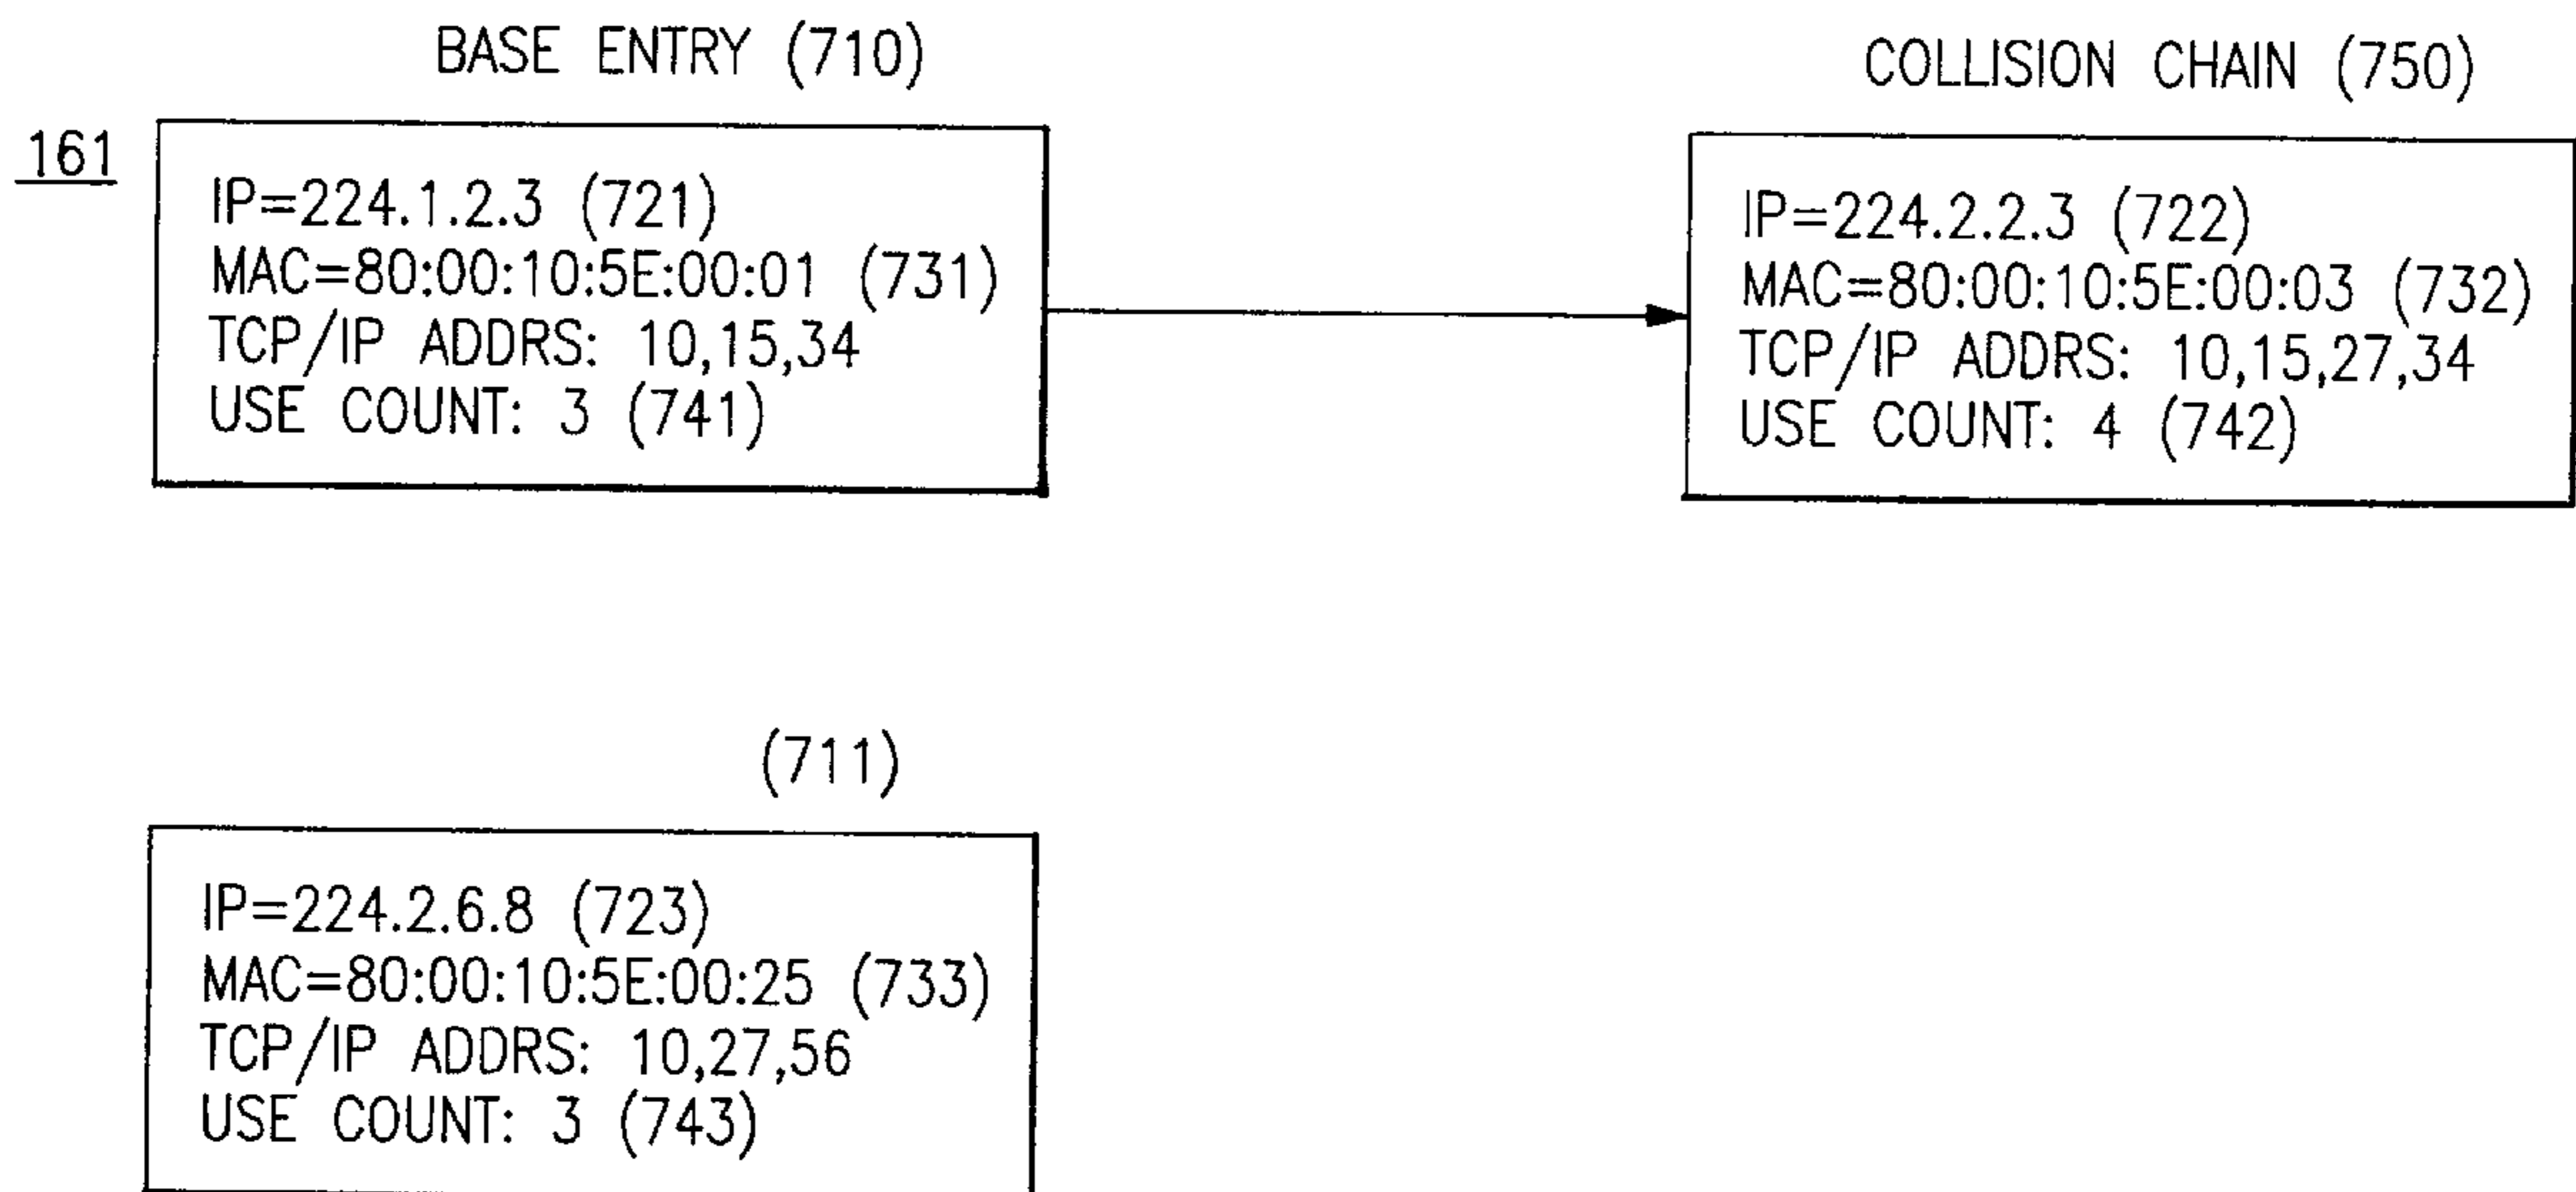 BASE ENTRY (710)
COLLISION CHAIN (750)
161
IP=224.1.2.3 (721)
MAC=80:00:10:5E:00:01 (731)
TCP/IP ADDRS: 10,15,34
USE COUNT: 3 (741)
IP=224.2.2.3 (722)
MAC=80:00:10:5E:00:03 (732)
TCP/IP ADDRS: 10,15,27,34
USE COUNT: 4 (742)
(711)
IP=224.2.6.8 (723)
MAC=80:00:10:5E:00:25 (733)
TCP/IP ADDRS: 10,27,56
USE COUNT: 3 (743)